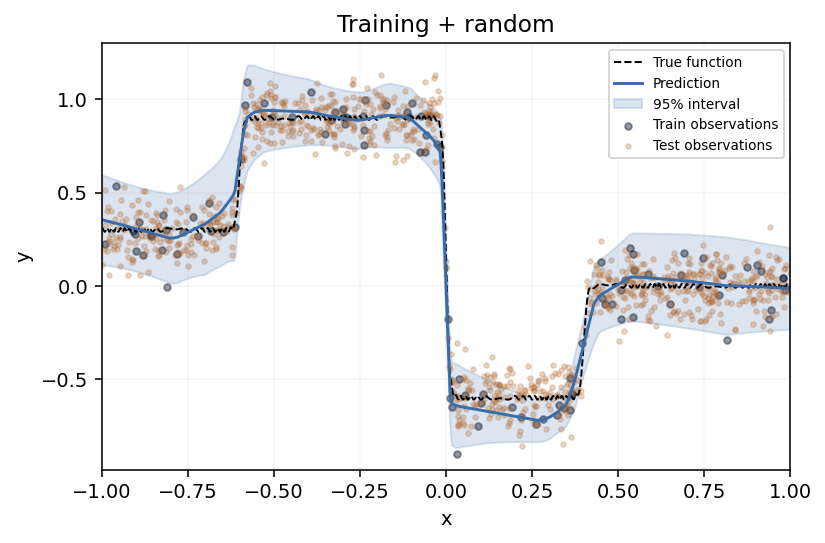 Training + random
True function
Prediction
95% interval
Train observations
Test observations
y
1.0
0.5
0.0
−0.5
−1.00 −0.75 −0.50 −0.25 0.00 0.25 0.50 0.75 1.00
x